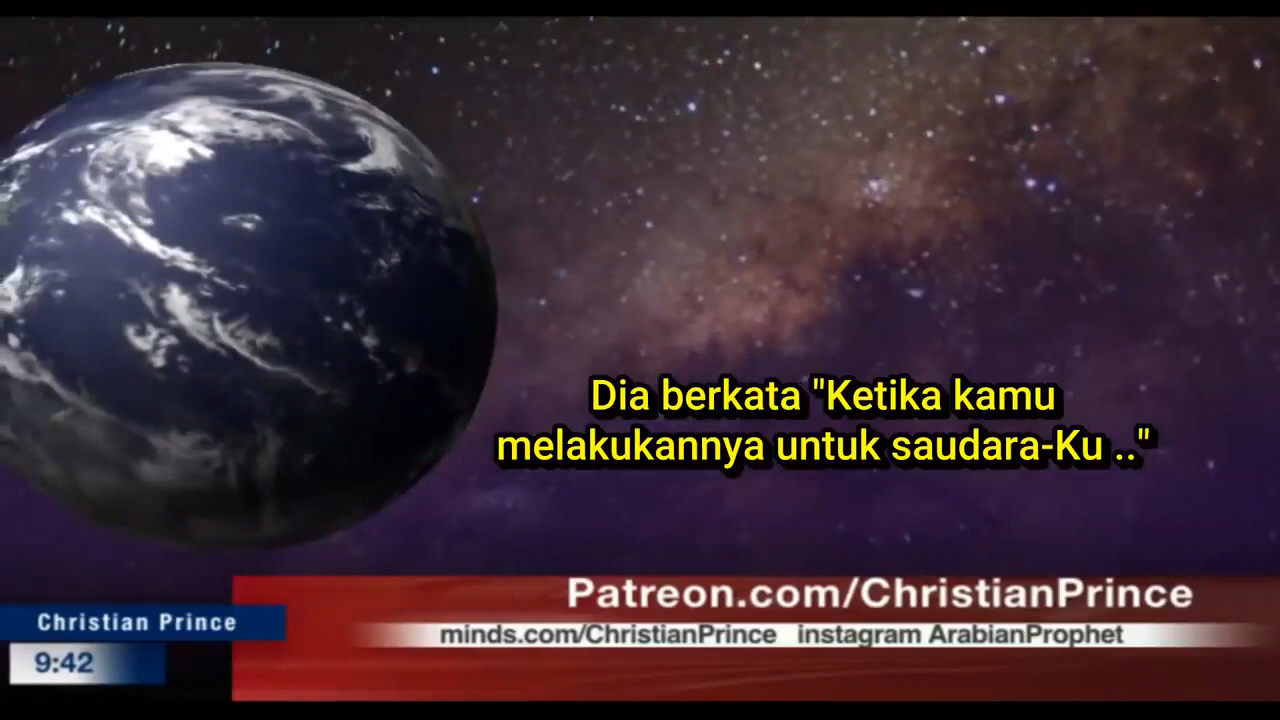 Dia berkata "Ketika kamu
melakukannya untuk saudara-Ku .."
Patreon.com/ChristianPrince
Christian Prince
minds.com/ChristianPrince instagram ArabianProphet
9:42